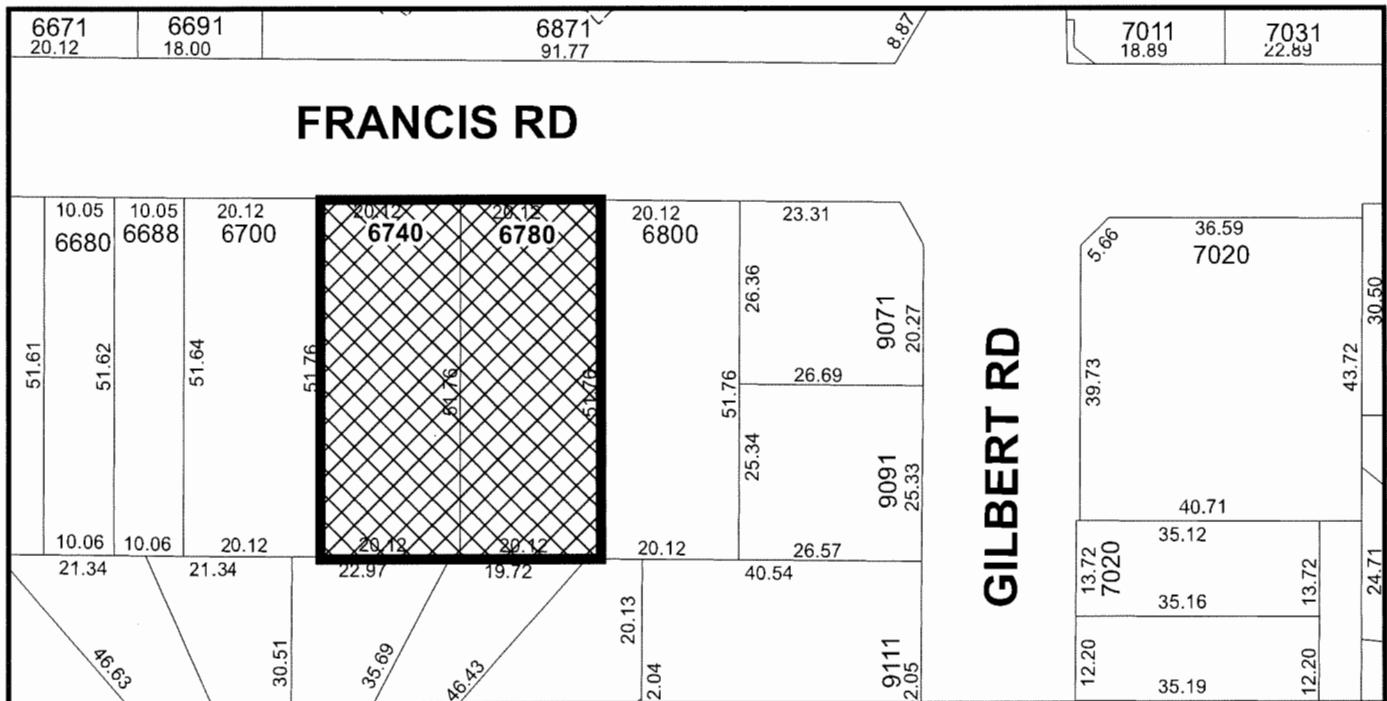 6671 6691 6871 7011 7031
20.12 18.00 91.77 8.87 18.89 22.89
FRANCIS RD
10.05 10.05 20.12 20.12 20.12 20.12 23.31 36.59
6680 6688 6700 6740 6780 6800 5.66 7020
26.36 9071 20.27 30.50
51.61 51.62 51.64 51.76 51.76 51.76 51.76 26.69 39.73 43.72
GILBERT RD
25.34 9091 25.33
40.71
10.06 10.06 20.12 20.12 20.12 20.12 26.57 35.12
21.34 21.34 22.97 19.72 40.54 13.72 7020 13.72 24.71
35.16
20.13
46.63 30.51 35.69 46.43 2.04 9111 2.05 12.20 35.19 12.20